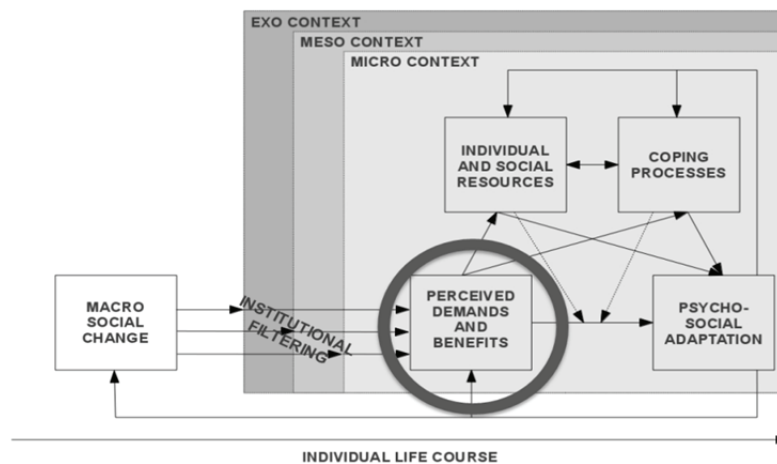 EXO CONTEXT
MESO CONTEXT
MICRO CONTEXT
INDIVIDUAL
AND SOCIAL
RESOURCES
COPING
PROCESSES
MACRO
SOCIAL
CHANGE
INSTITUTIONAL
FILTERING
PERCEIVED
DEMANDS
AND
BENEFITS
PSYCHO-
SOCIAL
ADAPTATION
INDIVIDUAL LIFE COURSE